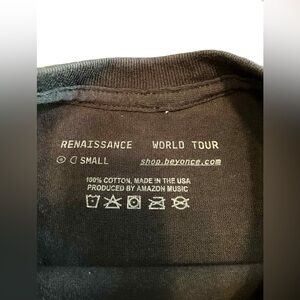 RENAISSANCE WORLD TOUR
SMALL shop.beyonce.com
100% COTTON, MADE IN THE USA
PRODUCED BY AMAZON MUSIC